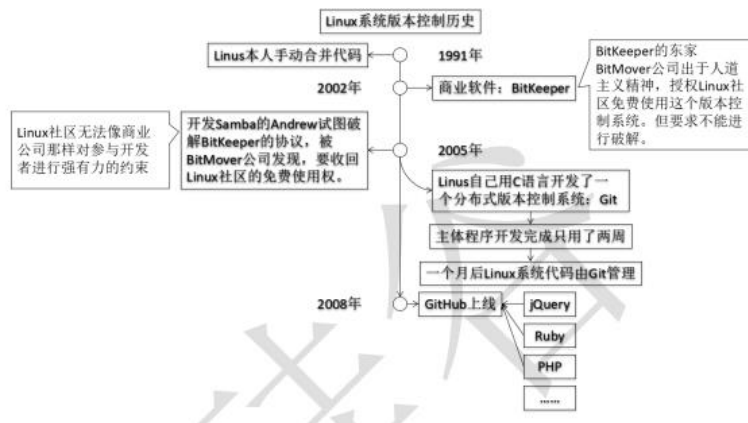 Linux系统版本控制历史
Linus本人手动合并代码
1991年
2002年
商业软件：BitKeeper
BitKeeper的东家
BitMover公司出于人道
主义精神，授权Linux社
区免费使用这个版本控
制系统。但要求不能进
行破解。
Linux社区无法像商业
公司那样对参与开发
者进行强有力的约束
开发Samba的Andrew试图破
解BitKeeper的协议，被
BitMover公司发现，要收回
Linux社区的免费使用权。
2005年
Linus自己用C语言开发了一
个分布式版本控制系统：Git
主体程序开发完成只用了两周
一个月后Linux系统代码由Git管理
2008年
GitHub上线
jQuery
Ruby
PHP
……